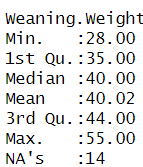 Weaning.Weight
Min.   :28.00
1st Qu.:35.00
Median :40.00
Mean   :40.02
3rd Qu.:44.00
Max.   :55.00
NA's   :14